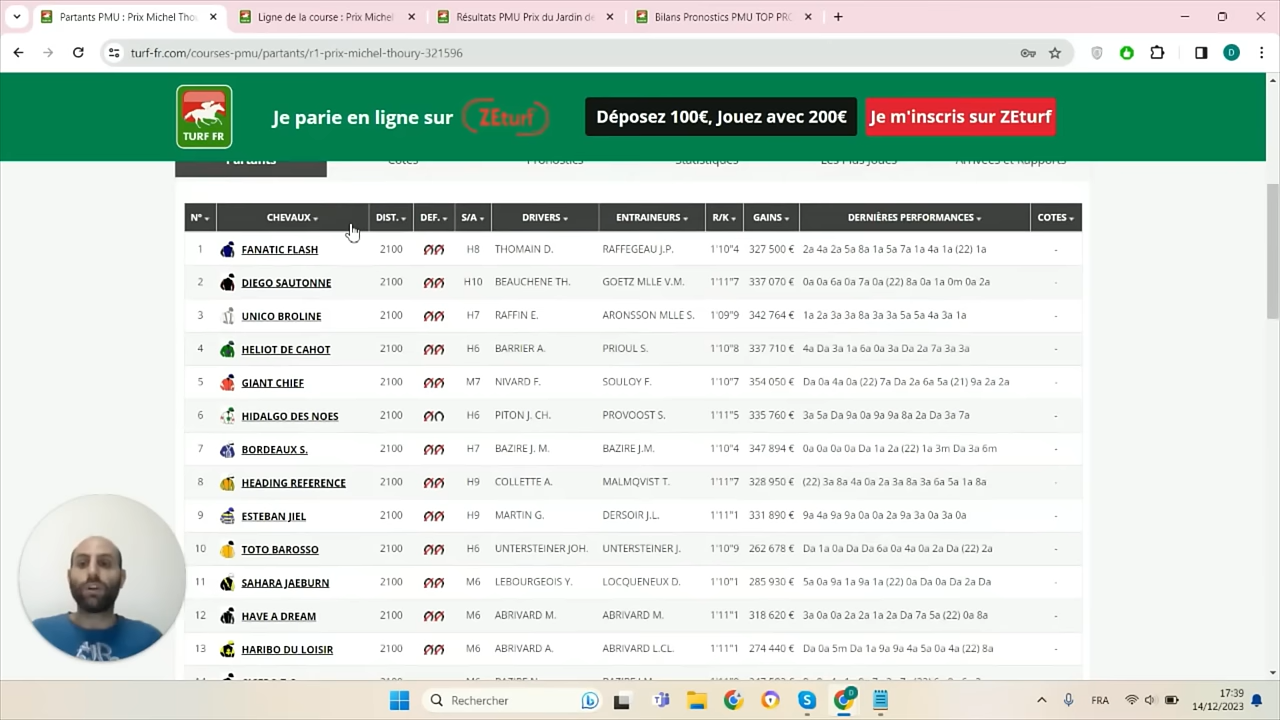 Partants PMU : Prix Michel Thou
Ligne de la course : Prix Michel
Résultats PMU Prix du Jardin de
Bilans Pronostics PMU TOP PRO
turf-fr.com/courses-pmu/partants/r1-prix-michel-thoury-321596
D
TURF FR
Je parie en ligne sur ZEturf
Déposez 100€, Jouez avec 200€
Je m'inscris sur ZEturf
Partants Cotes Pronostics Statistiques Les Plus Joués Arrivées et Rapports
N° CHEVAUX DIST. DEF. S/A DRIVERS ENTRAINEURS R/K GAINS DERNIÈRES PERFORMANCES COTES
1 FANATIC FLASH 2100 H8 THOMAIN D. RAFFEGEAU J.P. 1'10"4 327 500 € 2a 4a 2a 5a 8a 1a 5a 7a 1a 4a 1a (22) 1a -
2 DIEGO SAUTONNE 2100 H10 BEAUCHENE TH. GOETZ MLLE V.M. 1'11"7 337 070 € 0a 0a 6a 0a 7a 0a (22) 8a 0a 1a 0m 0a 2a -
3 UNICO BROLINE 2100 H7 RAFFIN E. ARONSSON MLLE S. 1'09"9 342 764 € 1a 2a 3a 3a 8a 3a 3a 5a 5a 4a 3a 1a -
4 HELIOT DE CAHOT 2100 H6 BARRIER A. PRIOUL S. 1'10"8 337 710 € 4a Da 3a 1a 6a 0a 3a Da 2a 7a 3a 3a -
5 GIANT CHIEF 2100 M7 NIVARD F. SOULOY F. 1'10"7 354 050 € Da 0a 4a 0a (22) 7a Da 2a 6a 5a (21) 9a 2a 2a -
6 HIDALGO DES NOES 2100 H6 PITON J. CH. PROVOOST S. 1'11"5 335 760 € 3a 5a Da 9a 0a 9a 9a 8a 2a Da 3a 7a -
7 BORDEAUX S. 2100 H7 BAZIRE J. M. BAZIRE J.M. 1'10"4 347 894 € 0a 0a 0a 0a Da 1a 2a (22) 1a 3m Da 3a 6m -
8 HEADING REFERENCE 2100 H9 COLLETTE A. MALMQVIST T. 1'11"7 328 950 € (22) 3a 8a 4a 0a 2a 3a 8a 3a 6a 5a 1a 8a -
9 ESTEBAN JIEL 2100 H9 MARTIN G. DERSOIR J.L. 1'11"1 331 890 € 9a 4a 9a 9a 0a 0a 2a 9a 3a 0a 3a 0a -
10 TOTO BAROSSO 2100 H6 UNTERSTEINER JOH. UNTERSTEINER J. 1'10"9 262 678 € Da 1a 0a Da Da 6a 0a 4a 0a 2a Da (22) 2a -
11 SAHARA JAEBURN 2100 M6 LEBOURGEOIS Y. LOCQUENEUX D. 1'10"1 285 930 € 5a 0a 9a 1a 9a 1a (22) 0a Da 0a Da 2a Da -
12 HAVE A DREAM 2100 M6 ABRIVARD M. ABRIVARD M. 1'11"1 318 620 € 3a 0a 0a 2a 2a 1a 2a Da 7a 5a (22) 0a 8a -
13 HARIBO DU LOISIR 2100 M6 ABRIVARD A. ABRIVARD L.CL. 1'11"1 274 440 € Da 0a 5m Da 1a 9a 9a 4a 5a 0a 4a (22) 8a -
Rechercher
FRA
17:39
14/12/2023